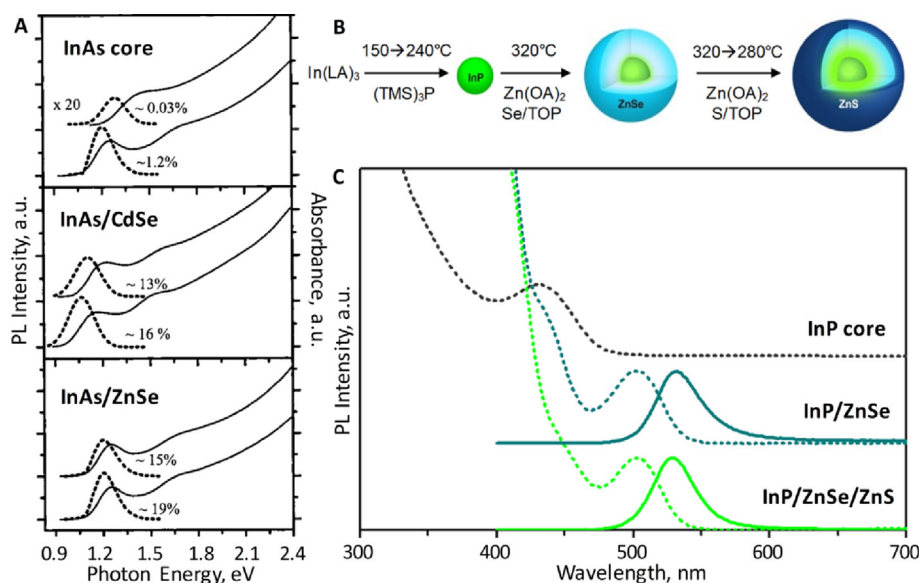 A
InAs core
x 20
~ 0.03%
~1.2%
InAs/CdSe
~ 13%
~ 16 %
InAs/ZnSe
~ 15%
~ 19%
PL Intensity, a.u.
Absorbance, a.u.
0.9 1.2 1.5 1.8 2.1 2.4
Photon Energy, eV
B
In(LA)3
150→240°C
(TMS)3P
InP
320°C
Zn(OA)2
Se/TOP
ZnSe
320→280°C
Zn(OA)2
S/TOP
ZnS
C
PL Intensity, a.u.
InP core
InP/ZnSe
InP/ZnSe/ZnS
300 400 500 600 700
Wavelength, nm